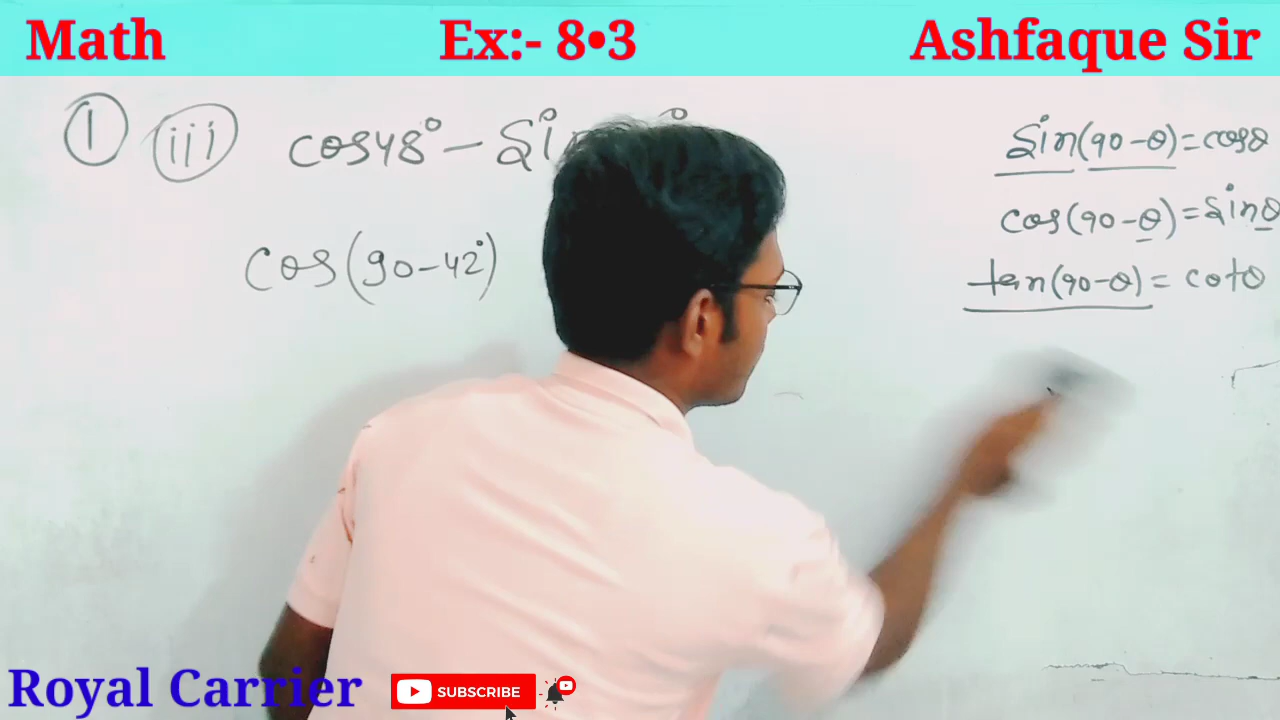 Math Ex:- 8•3 Ashfaque Sir
① (iii) cos48° -
sin(90-θ)=cosθ
cos(90-θ)=sinθ
cos(90-42°)
tan(90-θ)= cotθ
Royal Carrier SUBSCRIBE